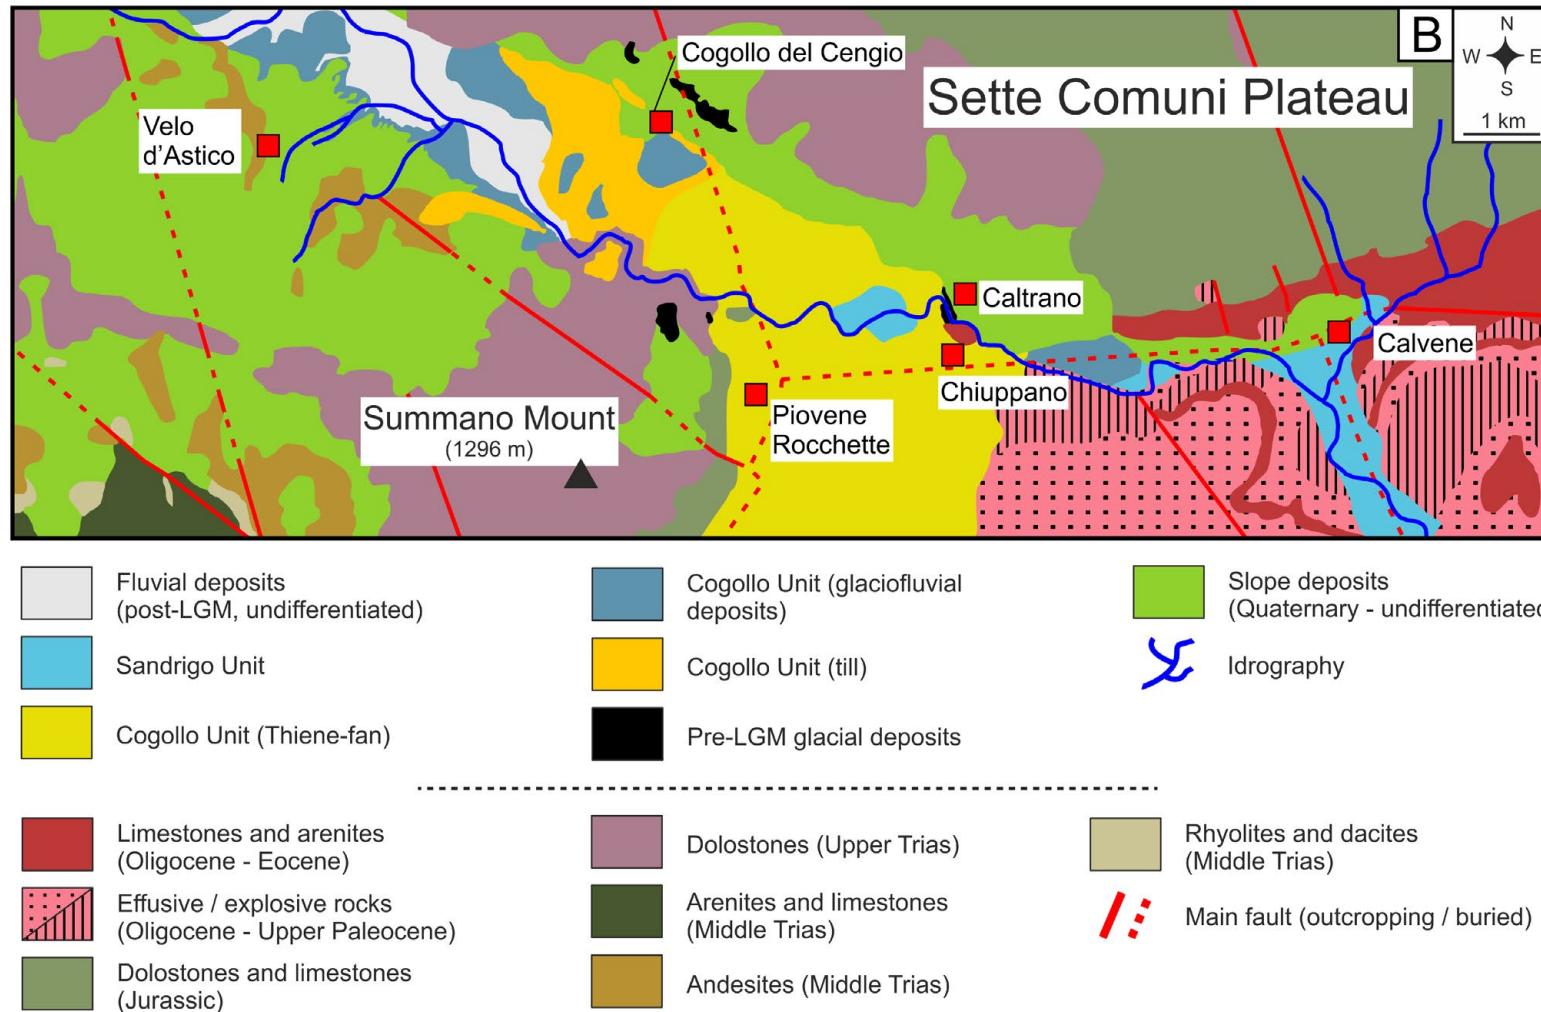 B
N
W E
S
1 km
Cogollo del Cengio
Sette Comuni Plateau
Velo
d'Astico
Caltrano
Calvene
Chiuppano
Summano Mount
(1296 m)
Piovene
Rocchette
Fluvial deposits
(post-LGM, undifferentiated)
Sandrigo Unit
Cogollo Unit (Thiene-fan)
Cogollo Unit (glaciofluvial
deposits)
Cogollo Unit (till)
Pre-LGM glacial deposits
Slope deposits
(Quaternary - undifferentiated
Idrography
Limestones and arenites
(Oligocene - Eocene)
Effusive / explosive rocks
(Oligocene - Upper Paleocene)
Dolostones and limestones
(Jurassic)
Dolostones (Upper Trias)
Arenites and limestones
(Middle Trias)
Andesites (Middle Trias)
Rhyolites and dacites
(Middle Trias)
Main fault (outcropping / buried)